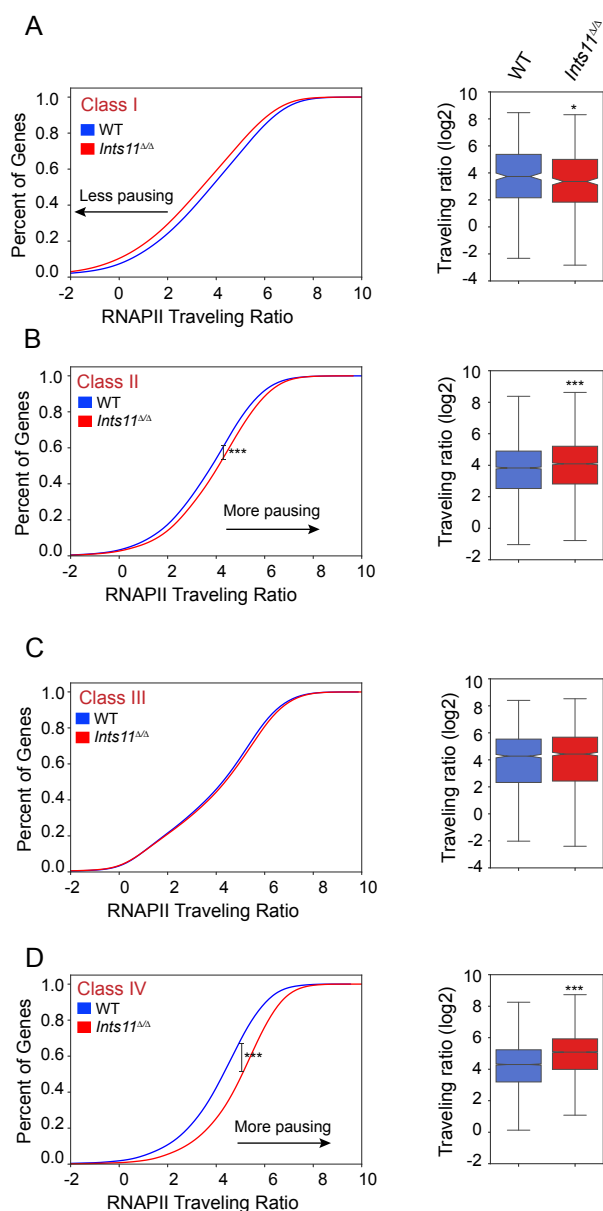 A
WT
Ints11Δ/Δ
Class I
WT
Ints11Δ/Δ
Less pausing
Percent of Genes
1.0
0.8
0.6
0.4
0.2
0.0
-2
0
2
4
6
8
10
RNAPII Traveling Ratio
Traveling ratio (log2)
10
8
6
4
2
0
-2
-4
*
B
Class II
WT
Ints11Δ/Δ
***
More pausing
Percent of Genes
1.0
0.8
0.6
0.4
0.2
0.0
-2
0
2
4
6
8
10
RNAPII Traveling Ratio
Traveling ratio (log2)
10
8
6
4
2
0
-2
***
C
Class III
WT
Ints11Δ/Δ
Percent of Genes
1.0
0.8
0.6
0.4
0.2
0.0
-2
0
2
4
6
8
10
RNAPII Traveling Ratio
Traveling ratio (log2)
10
8
6
4
2
0
-2
-4
D
Class IV
WT
Ints11Δ/Δ
***
More pausing
Percent of Genes
1.0
0.8
0.6
0.4
0.2
0.0
-2
0
2
4
6
8
10
RNAPII Traveling Ratio
Traveling ratio (log2)
10
8
6
4
2
0
-2
***